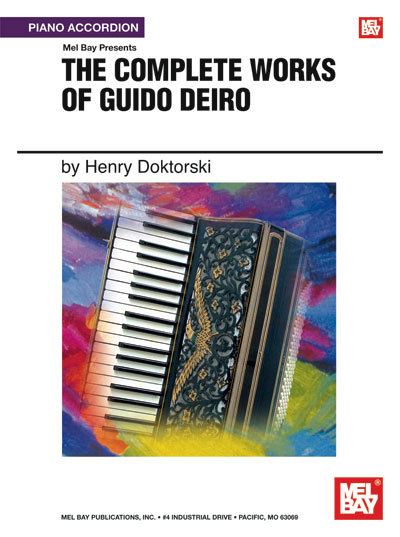 PIANO ACCORDION
MEL
BAY®
Mel Bay Presents
THE COMPLETE WORKS
OF GUIDO DEIRO
by Henry Doktorski
MEL
BAY®
MEL BAY PUBLICATIONS, INC. • #4 INDUSTRIAL DRIVE • PACIFIC, MO 63069